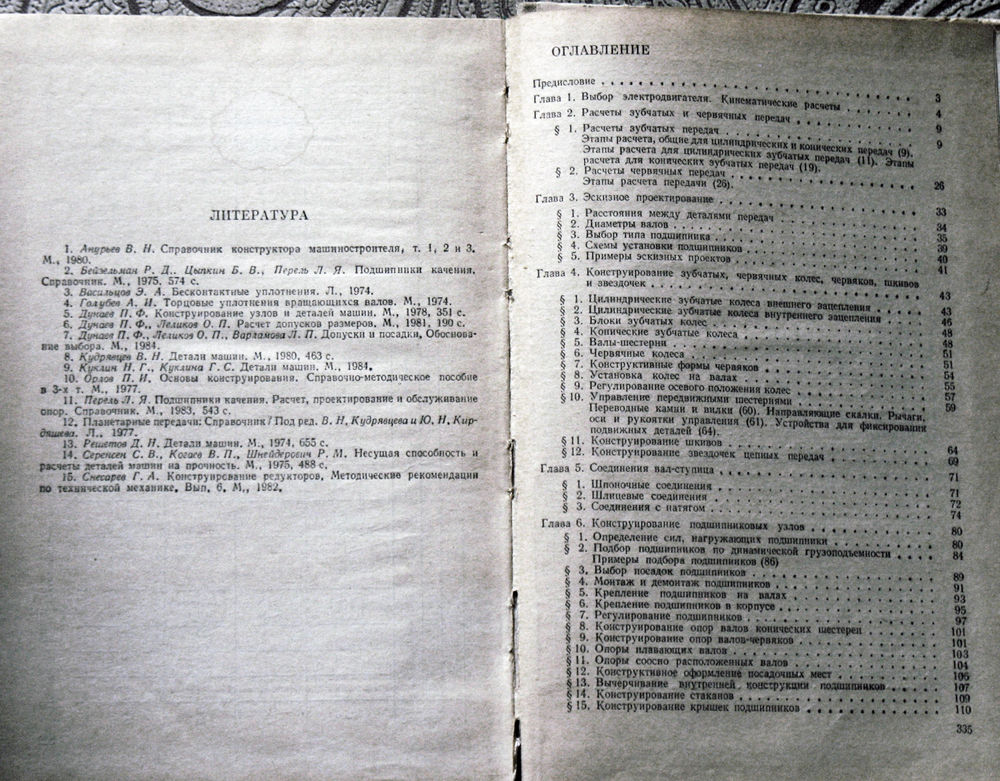 ЛИТЕРАТУРА
1. Анурьев В. Н. Справочник конструктора машиностроителя, т. 1, 2 и 3.
М., 1980.
2. Бейзельман Р. Д., Цыпкин Б. В., Перель Л. Я. Подшипники качения.
Справочник. М., 1975, 574 с.
3. Васильцов Э. А. Бесконтактные уплотнения. Л., 1974.
4. Голубев А. И. Торцовые уплотнения вращающихся валов. М., 1974.
5. Дунаев П. Ф. Конструирование узлов и деталей машин. М., 1978, 351 с.
6. Дунаев П. Ф., Леликов О. П. Расчет допусков размеров. М., 1981, 190 с.
7. Дунаев П. Ф., Леликов О. П., Варламова Л. П. Допуски и посадки, Обоснова-
ние выбора. М., 1984.
8. Кудрявцев В. Н. Детали машин. М., 1980, 463 с.
9. Куклин Н. Г., Куклина Г. С. Детали машин. М., 1984.
10. Орлов П. И. Основы конструирования. Справочно-методическое пособие
в 3-х т. М., 1977.
11. Перель Л. Я. Подшипники качения. Расчет, проектирование и обслуживание
опор. Справочник. М., 1983, 543 с.
12. Планетарные передачи: Справочник / Под ред. В. Н. Кудрявцева и Ю. Н. Кир-
дяшева. Л., 1977.
13. Решетов Д. Н. Детали машин. М., 1974, 655 с.
14. Серенсен С. В., Когаев В. П., Шнейдерович Р. М. Несущая способность и
расчеты деталей машин на прочность. М., 1975, 488 с.
15. Снесарев Г. А. Конструирование редукторов, Методические рекомендации
по технической механике, Вып. 6. М., 1982.
ОГЛАВЛЕНИЕ
Предисловие . . . 3
Глава 1. Выбор электродвигателя. Кинематические расчеты . . . 4
Глава 2. Расчеты зубчатых и червячных передач . . . 9
§ 1. Расчеты зубчатых передач . . . 9
Этапы расчета, общие для цилиндрических и конических передач (9).
Этапы расчета для цилиндрических зубчатых передач (11). Этапы
расчета для конических зубчатых передач (19).
§ 2. Расчеты червячных передач . . . 26
Этапы расчета передачи (26).
Глава 3. Эскизное проектирование . . . 33
§ 1. Расстояния между деталями передач . . . 33
§ 2. Диаметры валов . . . 34
§ 3. Выбор типа подшипника . . . 35
§ 4. Схемы установки подшипников . . . 39
§ 5. Примеры эскизных проектов . . . 40
Глава 4. Конструирование зубчатых, червячных колес, червяков, шкивов
и звездочек . . . 43
§ 1. Цилиндрические зубчатые колеса внешнего зацепления . . . 43
§ 2. Цилиндрические зубчатые колеса внутреннего зацепления . . . 46
§ 3. Блоки зубчатых колес . . . 48
§ 4. Конические зубчатые колеса . . . 48
§ 5. Валы-шестерни . . . 51
§ 6. Червячные колеса . . . 51
§ 7. Конструктивные формы червяков . . . 54
§ 8. Установка колес на валах . . . 55
§ 9. Регулирование осевого положения колес . . . 57
§ 10. Управление передвижными шестернями . . . 59
Переводные камни и вилки (60). Направляющие скалки. Рычаги,
оси и рукоятки управления (61). Устройства для фиксирования
подвижных деталей (64).
§ 11. Конструирование шкивов . . . 64
§ 12. Конструирование звездочек цепных передач . . . 69
Глава 5. Соединения вал-ступица . . . 71
§ 1. Шпоночные соединения . . . 71
§ 2. Шлицевые соединения . . . 72
§ 3. Соединения с натягом . . . 74
Глава 6. Конструирование подшипниковых узлов . . . 80
§ 1. Определение сил, нагружающих подшипники . . . 80
§ 2. Подбор подшипников по динамической грузоподъемности . . . 84
Примеры подбора подшипников (86)
§ 3. Выбор посадок подшипников . . . 89
§ 4. Монтаж и демонтаж подшипников . . . 91
§ 5. Крепление подшипников на валах . . . 93
§ 6. Крепление подшипников в корпусе . . . 95
§ 7. Регулирование подшипников . . . 97
§ 8. Конструирование опор валов конических шестерен . . . 101
§ 9. Конструирование опор валов-червяков . . . 101
§ 10. Опоры плавающих валов . . . 103
§ 11. Опоры соосно расположенных валов . . . 104
§ 12. Конструктивное оформление посадочных мест . . . 106
§ 13. Вычерчивание внутренней конструкции подшипников . . . 107
§ 14. Конструирование стаканов . . . 109
§ 15. Конструирование крышек подшипников . . . 110
335